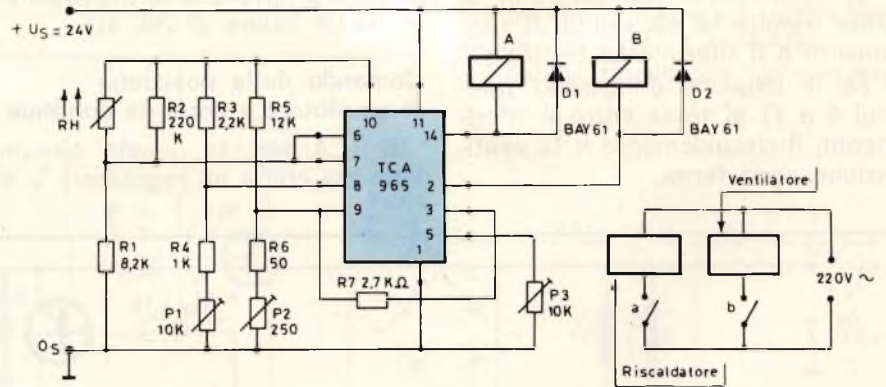 + US = 24V
RH
R2
220
K
R3
2,2K
R5
12K
R1
8,2K
R4
1K
R6
50
P1
10K
P2
250
R7 2,7 KΩ
10
11
6
14
7
TCA
965
8
2
9
3
5
1
P3
10K
A
B
D1
D2
BAY 61
BAY 61
Ventilatore
a
b
220V ~
Riscaldatore
0S